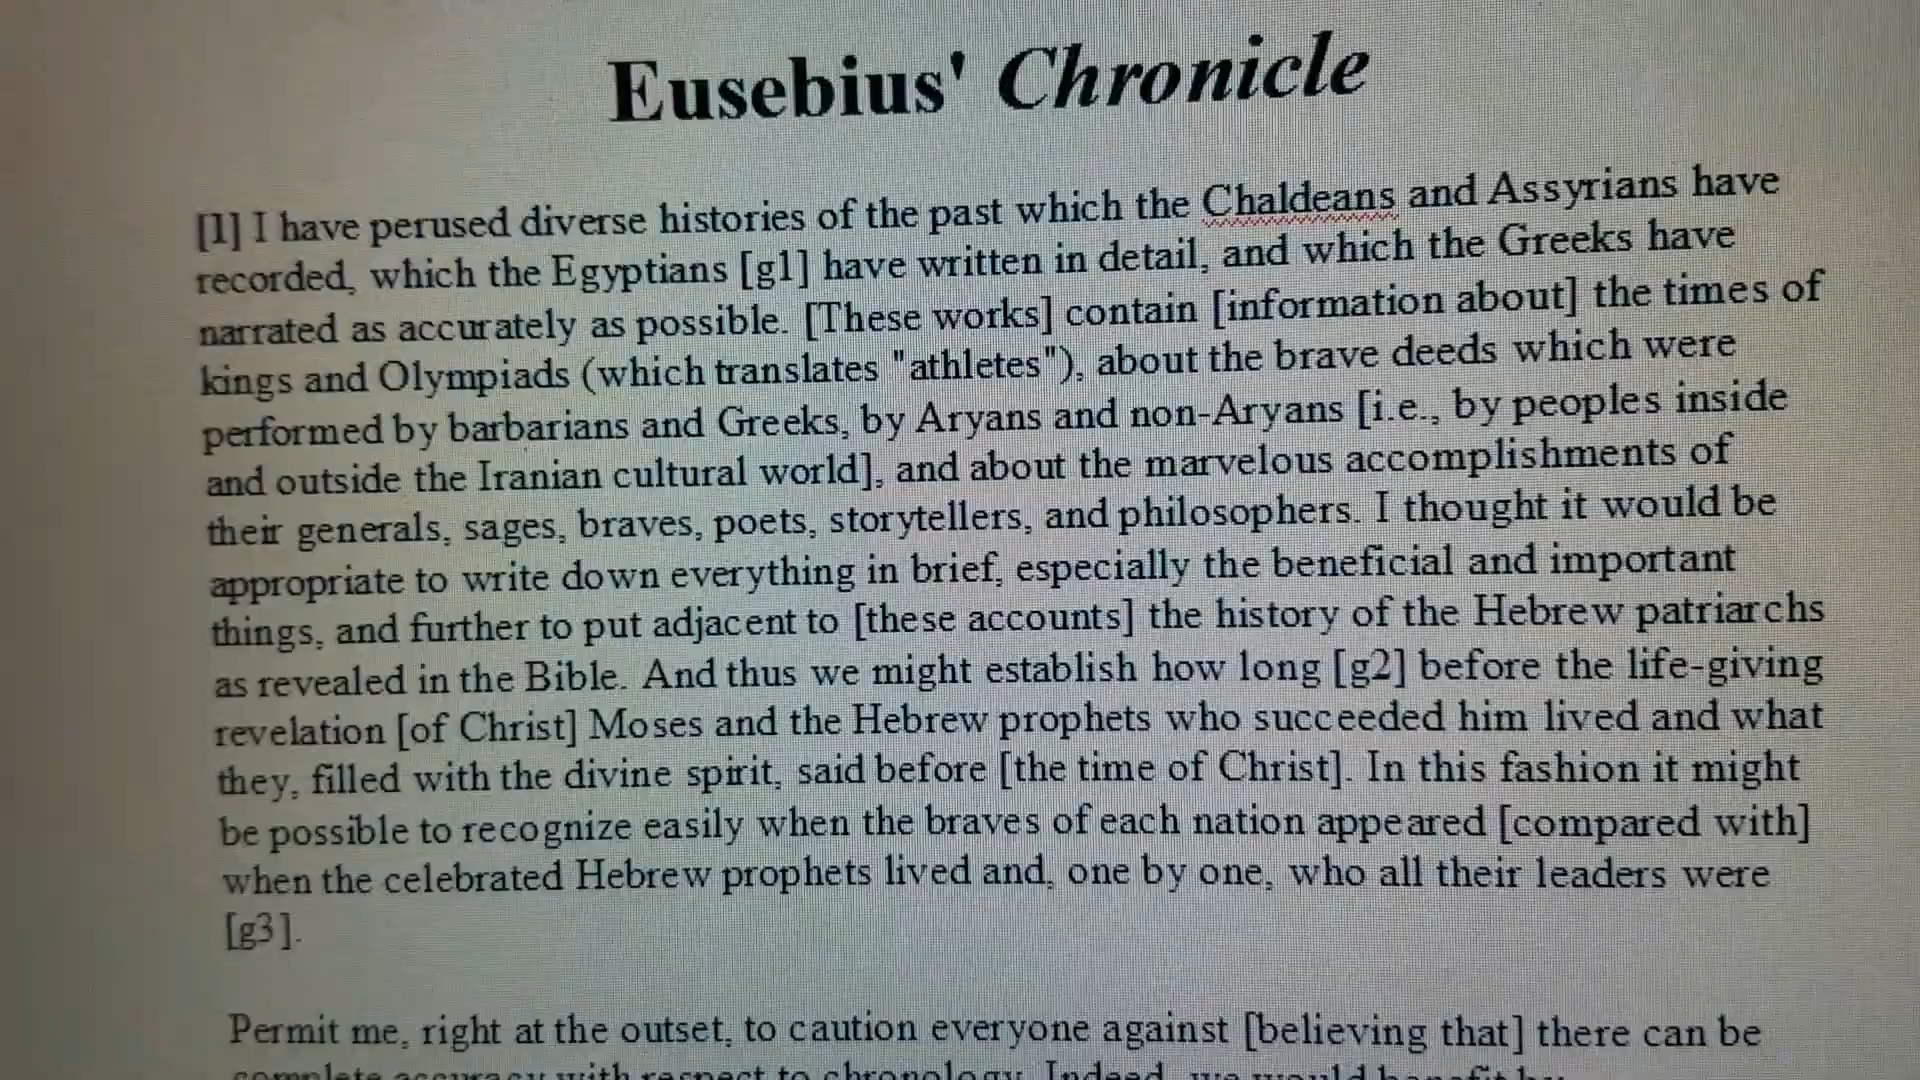 Eusebius' Chronicle
[1] I have perused diverse histories of the past which the Chaldeans and Assyrians have
recorded, which the Egyptians [g1] have written in detail, and which the Greeks have
narrated as accurately as possible. [These works] contain [information about] the times of
kings and Olympiads (which translates "athletes"), about the brave deeds which were
performed by barbarians and Greeks, by Aryans and non-Aryans [i.e., by peoples inside
and outside the Iranian cultural world], and about the marvelous accomplishments of
their generals, sages, braves, poets, storytellers, and philosophers. I thought it would be
appropriate to write down everything in brief, especially the beneficial and important
things, and further to put adjacent to [these accounts] the history of the Hebrew patriarchs
as revealed in the Bible. And thus we might establish how long [g2] before the life-giving
revelation [of Christ] Moses and the Hebrew prophets who succeeded him lived and what
they, filled with the divine spirit, said before [the time of Christ]. In this fashion it might
be possible to recognize easily when the braves of each nation appeared [compared with]
when the celebrated Hebrew prophets lived and, one by one, who all their leaders were
[g3].
Permit me, right at the outset, to caution everyone against [believing that] there can be
complete accuracy with respect to chronology. Indeed, we would benefit by